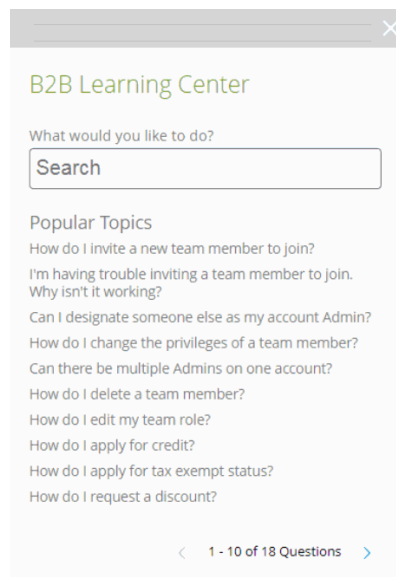 B2B Learning Center
What would you like to do?
Search
Popular Topics
How do I invite a new team member to join?
I'm having trouble inviting a team member to join.
Why isn't it working?
Can I designate someone else as my account Admin?
How do I change the privileges of a team member?
Can there be multiple Admins on one account?
How do I delete a team member?
How do I edit my team role?
How do I apply for credit?
How do I apply for tax exempt status?
How do I request a discount?
1 - 10 of 18 Questions